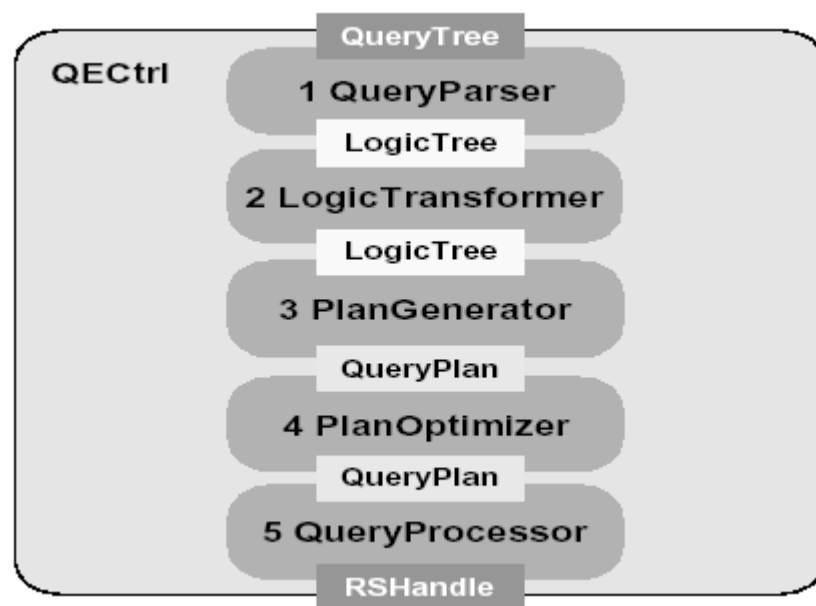 QueryTree
QECtrl
1 QueryParser
LogicTree
2 LogicTransformer
LogicTree
3 PlanGenerator
QueryPlan
4 PlanOptimizer
QueryPlan
5 QueryProcessor
RSHandle